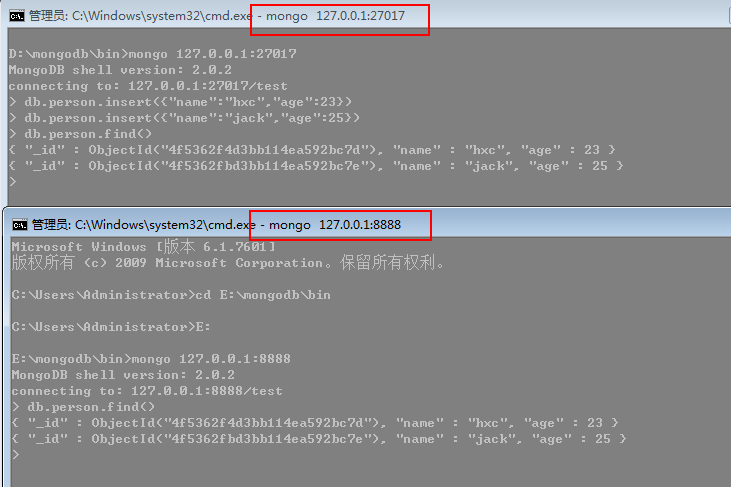 管理员: C:\Windows\system32\cmd.exe - mongo  127.0.0.1:27017
D:\mongodb\bin>mongo 127.0.0.1:27017
MongoDB shell version: 2.0.2
connecting to: 127.0.0.1:27017/test
> db.person.insert({"name":"hxc","age":23})
> db.person.insert({"name":"jack","age":25})
> db.person.find()
{ "_id" : ObjectId("4f5362f4d3bb114ea592bc7d"), "name" : "hxc", "age" : 23 }
{ "_id" : ObjectId("4f5362fbd3bb114ea592bc7e"), "name" : "jack", "age" : 25 }
>
管理员: C:\Windows\system32\cmd.exe - mongo  127.0.0.1:8888
Microsoft Windows [版本 6.1.7601]
版权所有 (c) 2009 Microsoft Corporation。保留所有权利。
C:\Users\Administrator>cd E:\mongodb\bin
C:\Users\Administrator>E:
E:\mongodb\bin>mongo 127.0.0.1:8888
MongoDB shell version: 2.0.2
connecting to: 127.0.0.1:8888/test
> db.person.find()
{ "_id" : ObjectId("4f5362f4d3bb114ea592bc7d"), "name" : "hxc", "age" : 23 }
{ "_id" : ObjectId("4f5362fbd3bb114ea592bc7e"), "name" : "jack", "age" : 25 }
>